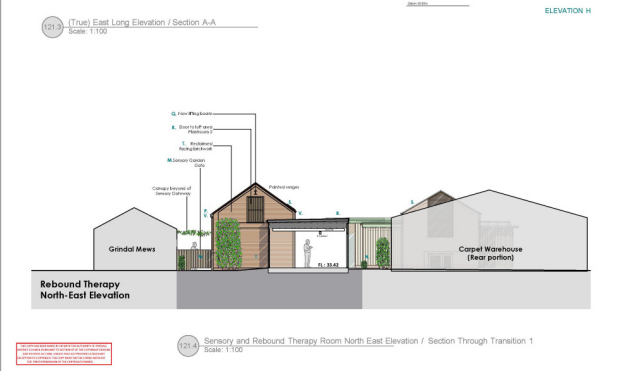 ELEVATION H
121.3
(True) East Long Elevation / Section A-A
Scale: 1:100
Q. New lifting beam
R. Door to loft area
Plantroom 3
T. Reclaimed
facing brickwork
M. Sensory Garden
Gate
Canopy beyond of
Sensory Gateway
Painted verges
P.
V.
S.
V.
S.
Grindal Mews
FL: 33.42
Carpet Warehouse
(Rear portion)
Rebound Therapy
North-East Elevation
121.4
Sensory and Rebound Therapy Room North East Elevation / Section Through Transition 1
Scale: 1:100